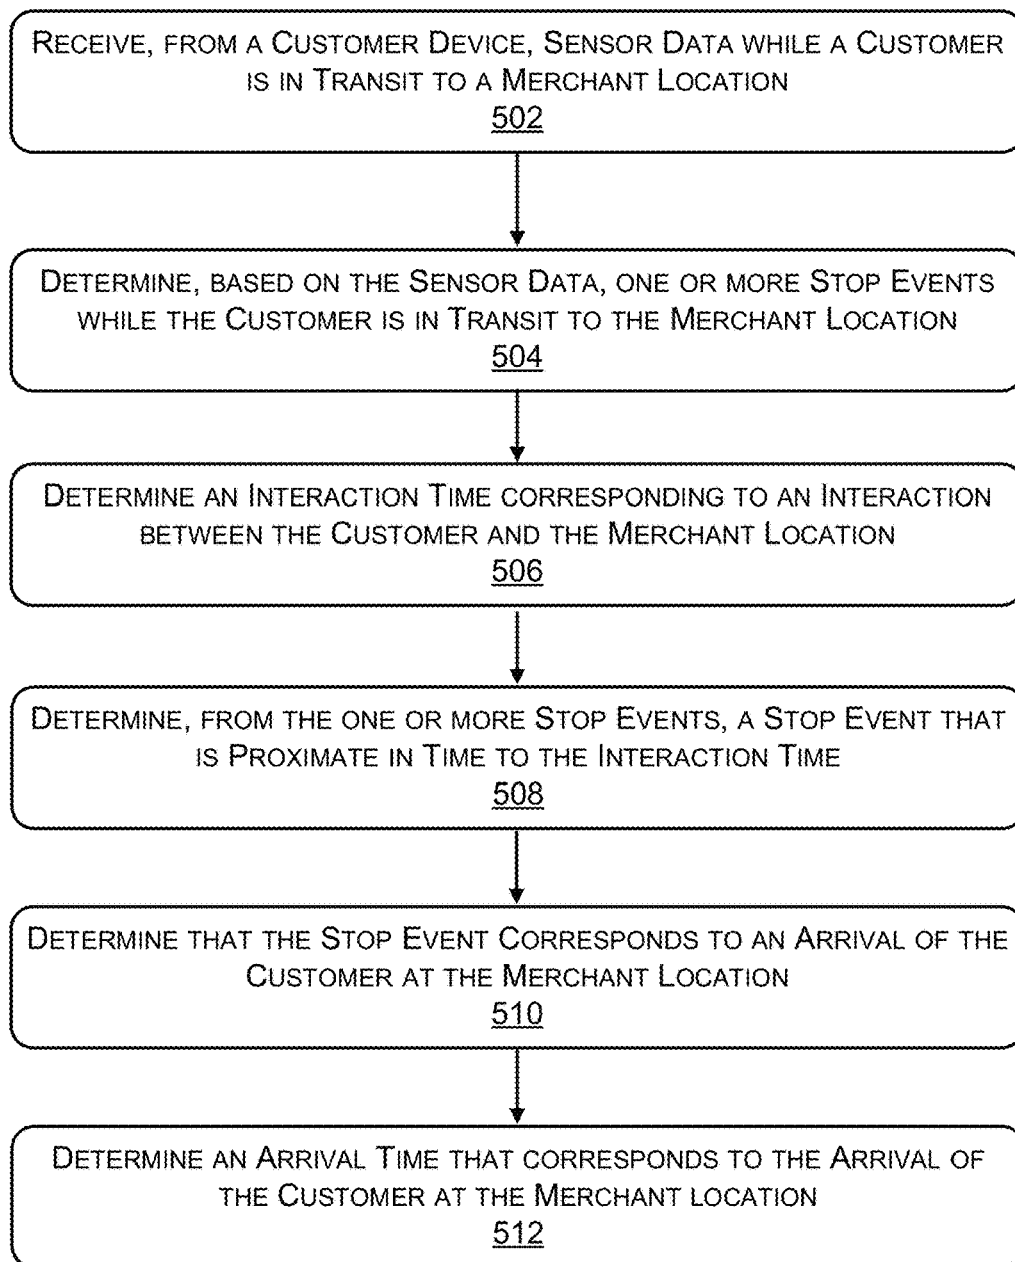 RECEIVE, FROM A CUSTOMER DEVICE, SENSOR DATA WHILE A CUSTOMER
IS IN TRANSIT TO A MERCHANT LOCATION
502
DETERMINE, BASED ON THE SENSOR DATA, ONE OR MORE STOP EVENTS
WHILE THE CUSTOMER IS IN TRANSIT TO THE MERCHANT LOCATION
504
DETERMINE AN INTERACTION TIME CORRESPONDING TO AN INTERACTION
BETWEEN THE CUSTOMER AND THE MERCHANT LOCATION
506
DETERMINE, FROM THE ONE OR MORE STOP EVENTS, A STOP EVENT THAT
IS PROXIMATE IN TIME TO THE INTERACTION TIME
508
DETERMINE THAT THE STOP EVENT CORRESPONDS TO AN ARRIVAL OF THE
CUSTOMER AT THE MERCHANT LOCATION
510
DETERMINE AN ARRIVAL TIME THAT CORRESPONDS TO THE ARRIVAL OF
THE CUSTOMER AT THE MERCHANT LOCATION
512